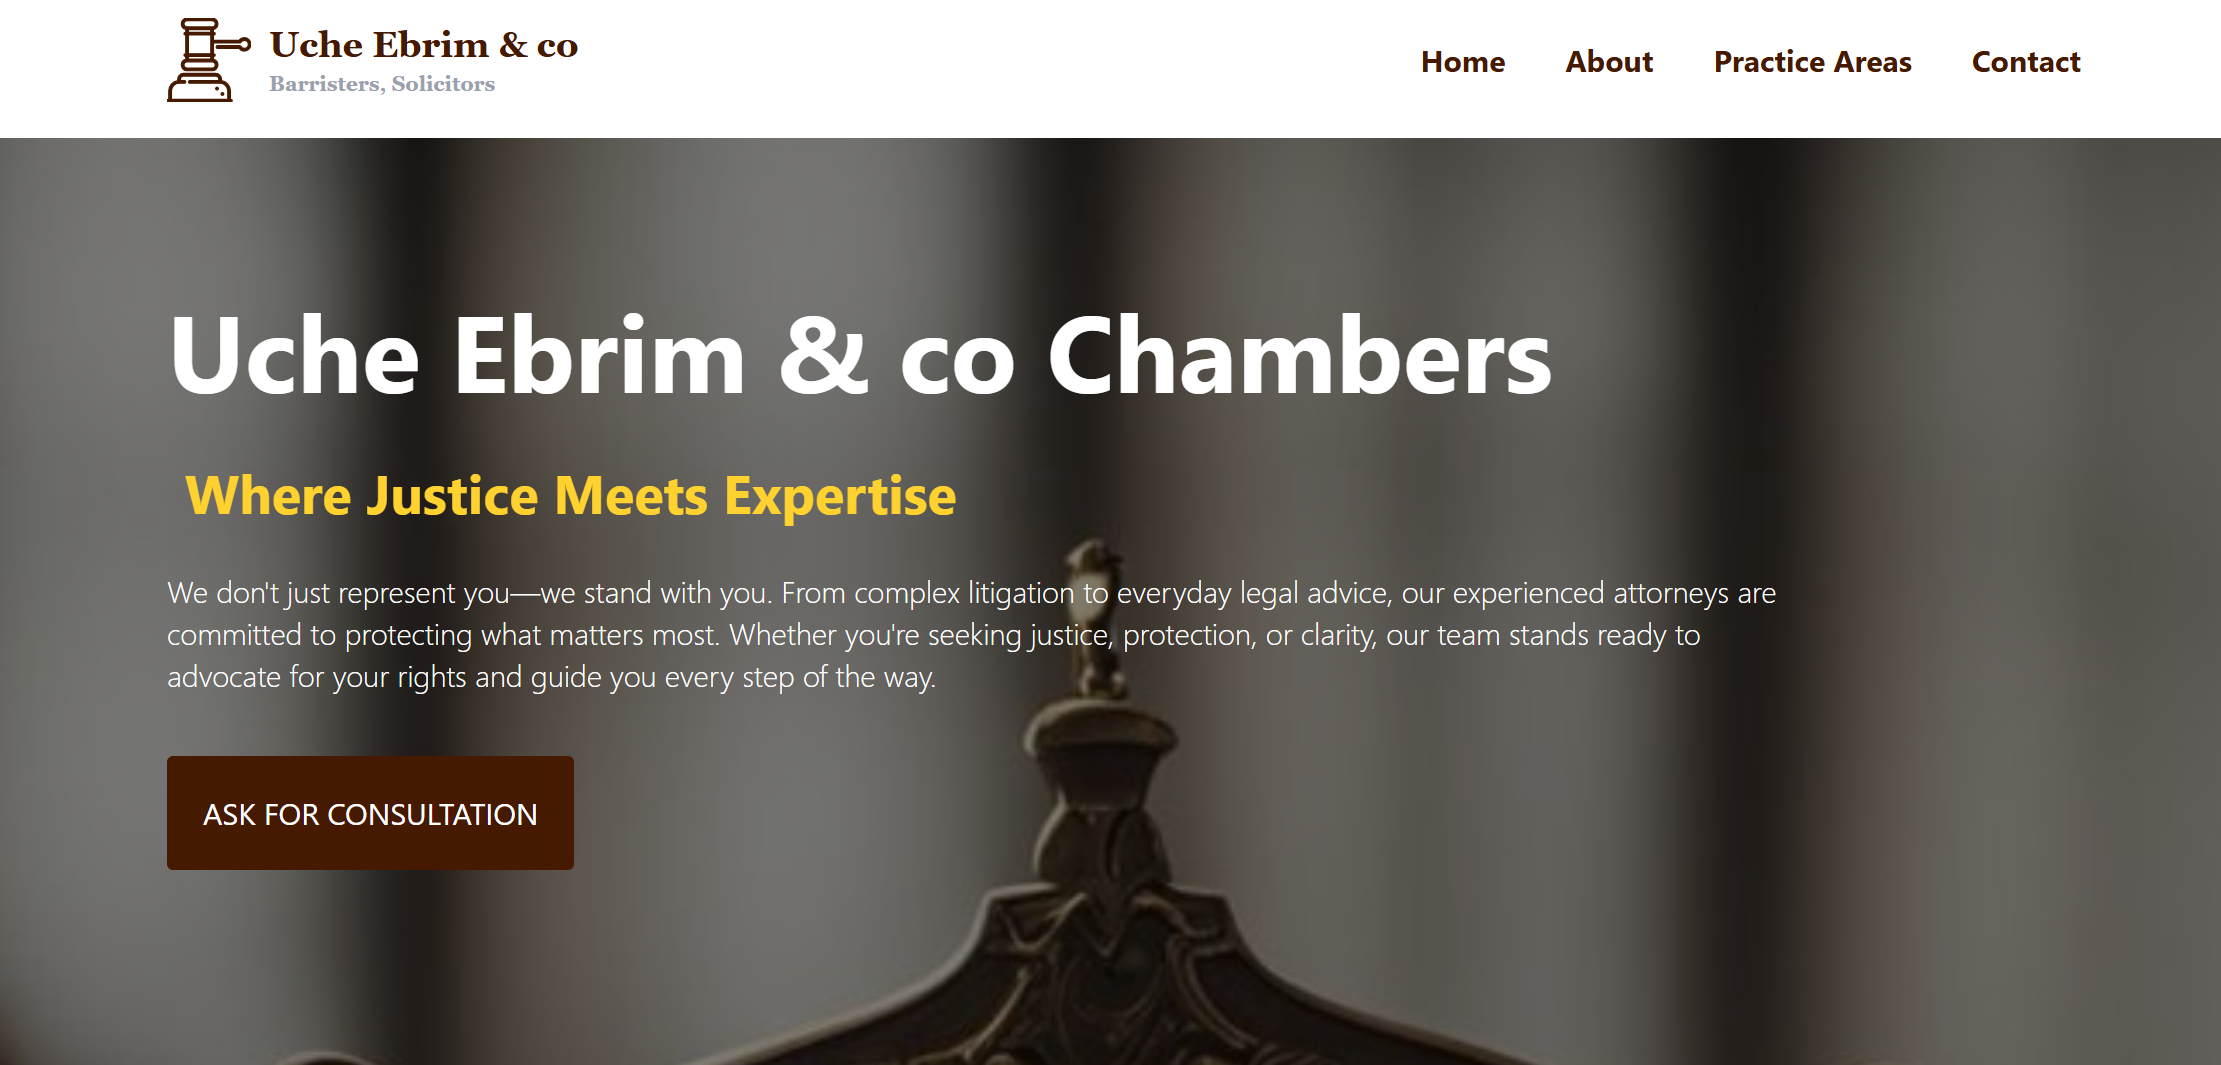 Uche Ebrim & co
Barristers, Solicitors
Home About Practice Areas Contact
Uche Ebrim & co Chambers
Where Justice Meets Expertise
We don't just represent you—we stand with you. From complex litigation to everyday legal advice, our experienced attorneys are
committed to protecting what matters most. Whether you're seeking justice, protection, or clarity, our team stands ready to
advocate for your rights and guide you every step of the way.
ASK FOR CONSULTATION